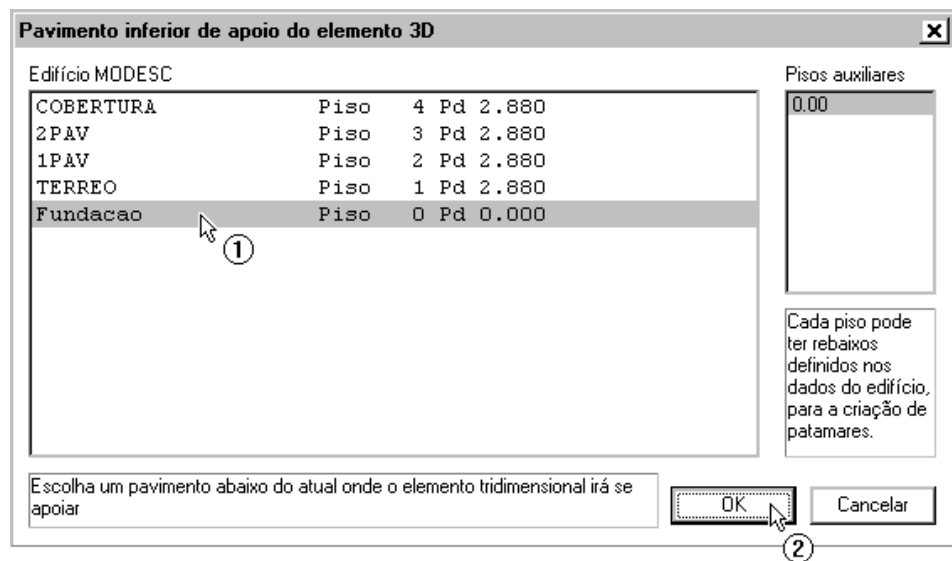 Pavimento inferior de apoio do elemento 3D
Edifício MODESC
COBERTURA Piso 4 Pd 2.880
2PAV Piso 3 Pd 2.880
1PAV Piso 2 Pd 2.880
TERREO Piso 1 Pd 2.880
Fundacao Piso 0 Pd 0.000
1
Pisos auxiliares
0.00
Cada piso pode
ter rebaixos
definidos nos
dados do edifício,
para a criação de
patamares.
Escolha um pavimento abaixo do atual onde o elemento tridimensional irá se
apoiar
OK
Cancelar
2